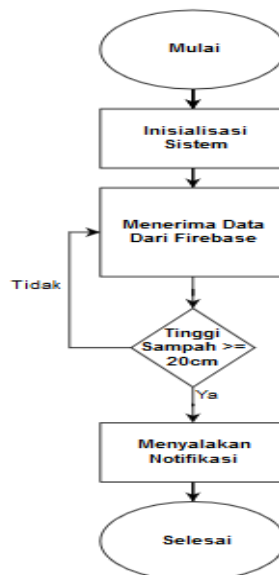 Mulai
Inisialisasi
Sistem
Menerima Data
Dari Firebase
Tidak
Tinggi
Sampah >=
20cm
Ya
Menyalakan
Notifikasi
Selesai